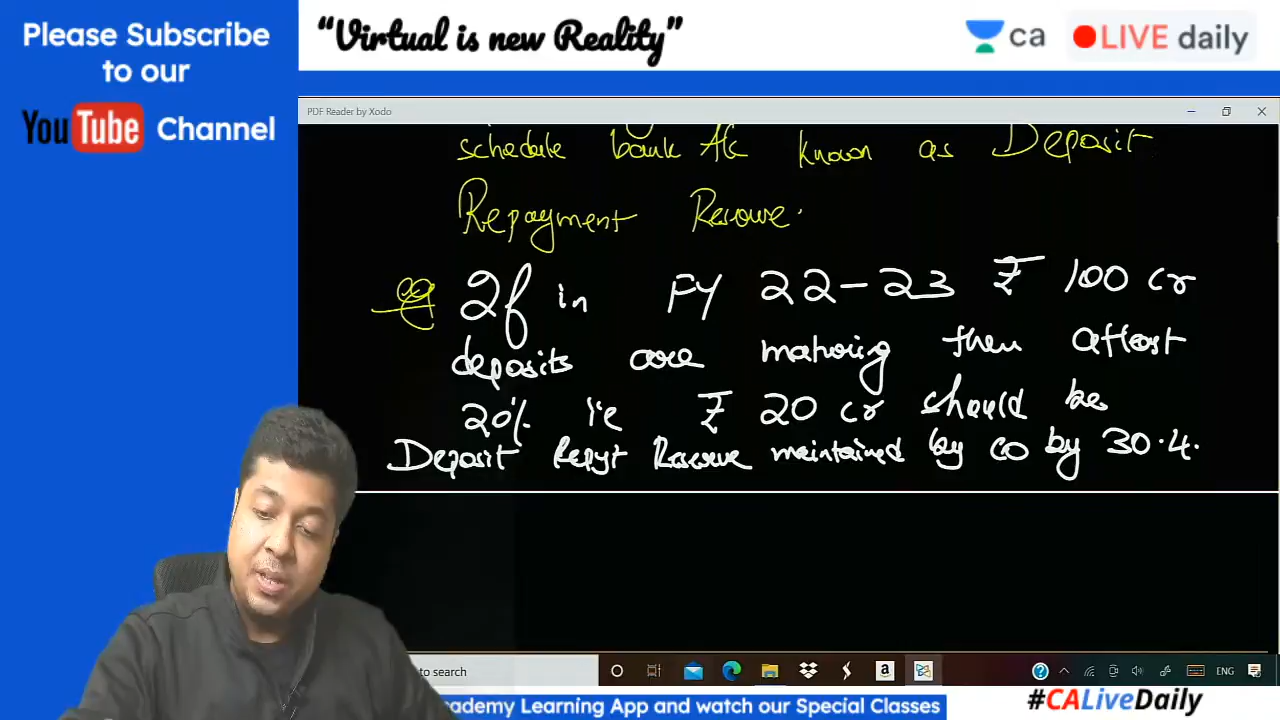 Please Subscribe
to our
YouTube Channel
“Virtual is new Reality”
ca
LIVE daily
PDF Reader by Xodo
schedule bank A/c known as Deposit
Repayment Reserve.
eg If in FY 22-23 ₹ 100 cr
deposits are maturing then atleast
20% ie ₹ 20 cr should be
Deposit Repyt Reserve maintained by co by 30.4.
to search
ENG
ademy Learning App and watch our Special Classes
#CALiveDaily